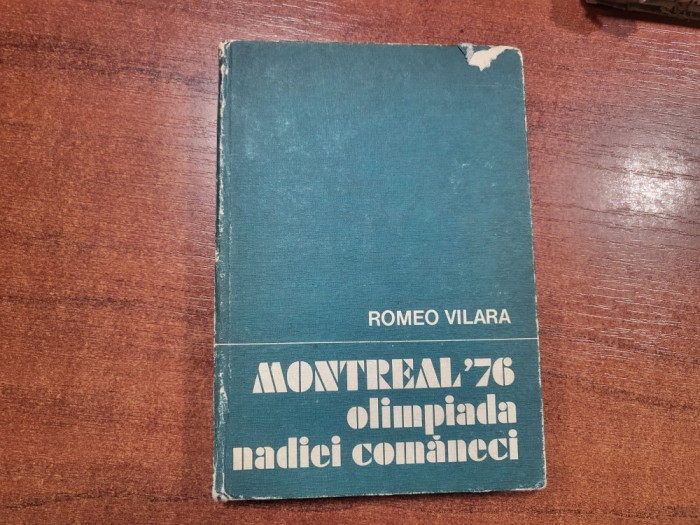 ROMEO VILARA
MONTREAL '76
olimpiada
nadiei comăneci